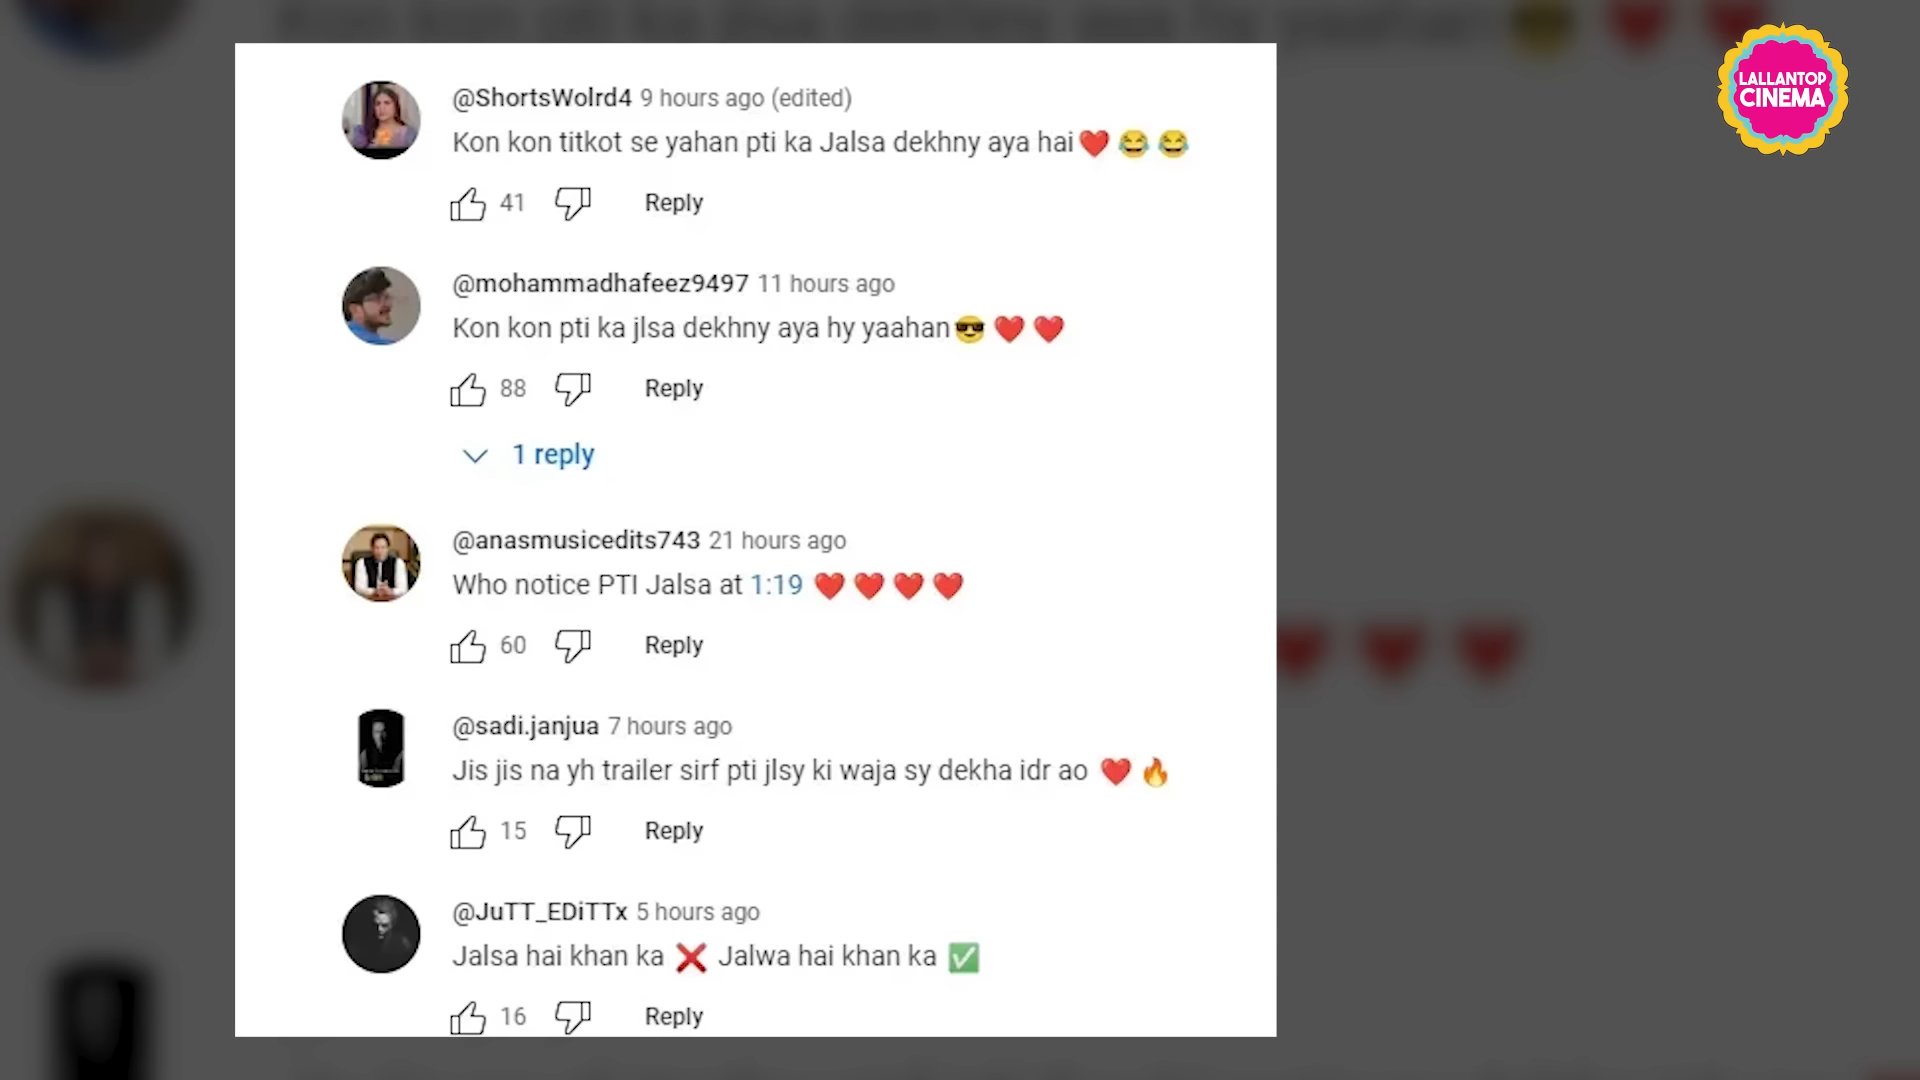 LALLANTOP
CINEMA
@ShortsWolrd4 9 hours ago (edited)
Kon kon titkot se yahan pti ka Jalsa dekhny aya hai❤️😂😂
41 Reply
@mohammadhafeez9497 11 hours ago
Kon kon pti ka jlsa dekhny aya hy yaahan😎❤️❤️
88 Reply
1 reply
@anasmusicedits743 21 hours ago
Who notice PTI Jalsa at 1:19 ❤️❤️❤️❤️
60 Reply
@sadi.janjua 7 hours ago
Jis jis na yh trailer sirf pti jlsy ki waja sy dekha idr ao ❤️🔥
15 Reply
@JuTT_EDiTTx 5 hours ago
Jalsa hai khan ka ❌ Jalwa hai khan ka ✅
16 Reply